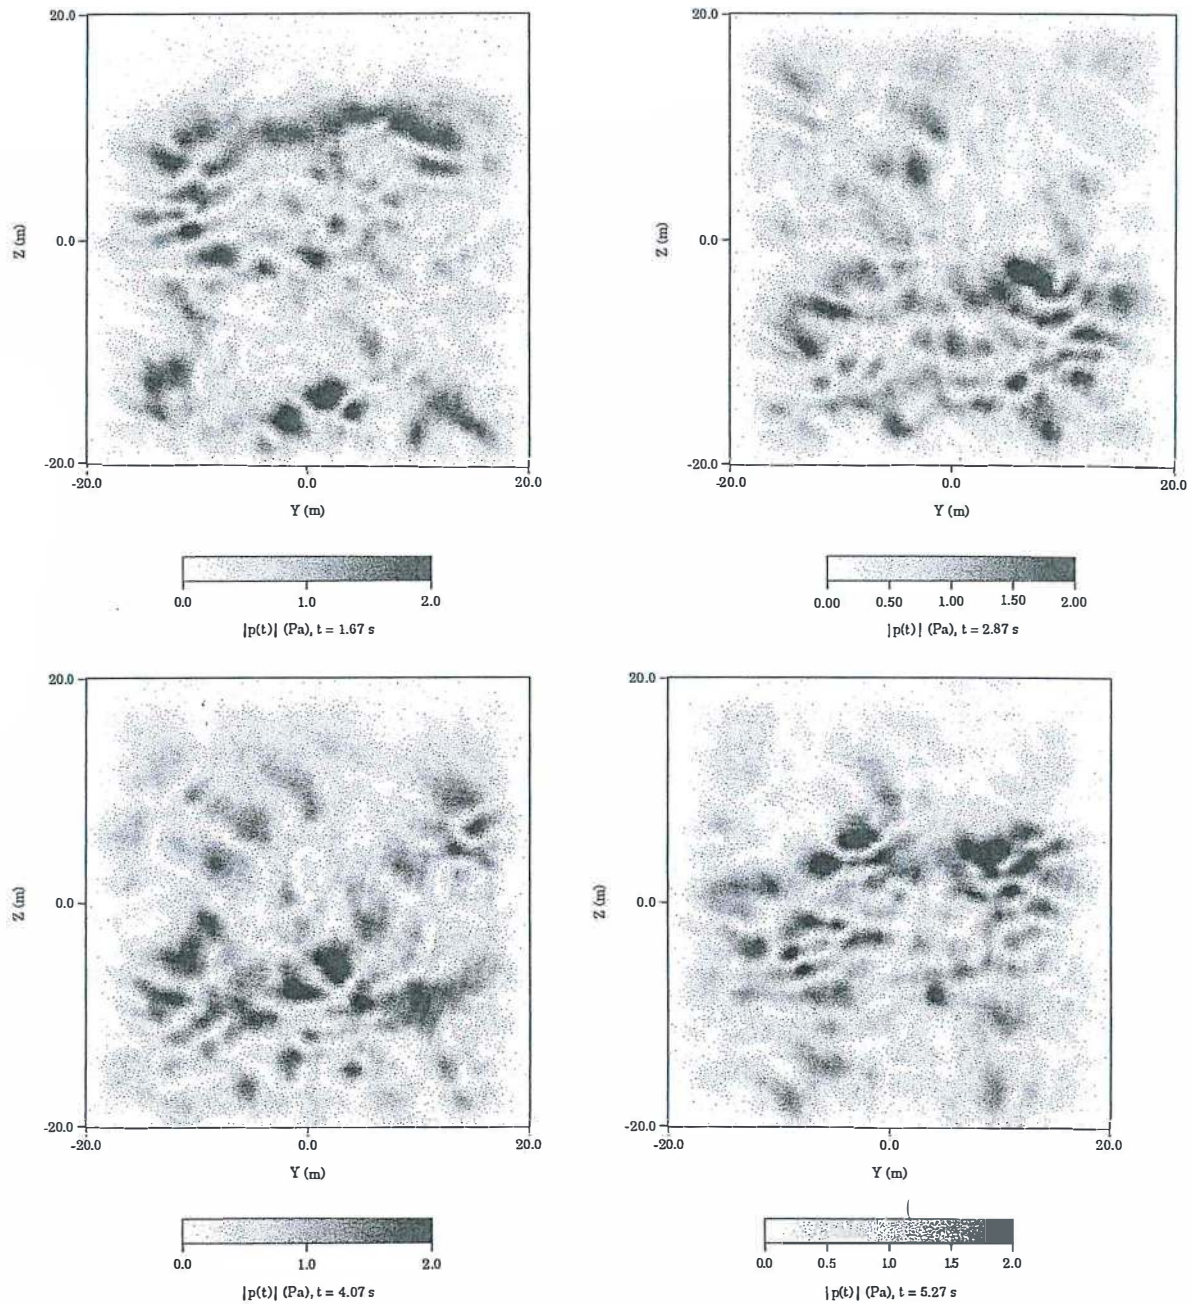 20.0
Z (m)
0.0
-20.0
-20.0 0.0 20.0
Y (m)
0.0 1.0 2.0
|p(t)| (Pa), t = 1.67 s
20.0
Z (m)
0.0
-20.0
-20.0 0.0 20.0
Y (m)
0.00 0.50 1.00 1.50 2.00
|p(t)| (Pa), t = 2.87 s
20.0
Z (m)
0.0
-20.0
-20.0 0.0 20.0
Y (m)
0.0 1.0 2.0
|p(t)| (Pa), t = 4.07 s
20.0
Z (m)
0.0
-20.0
-20.0 0.0 20.0
Y (m)
0.0 0.5 1.0 1.5 2.0
|p(t)| (Pa), t = 5.27 s